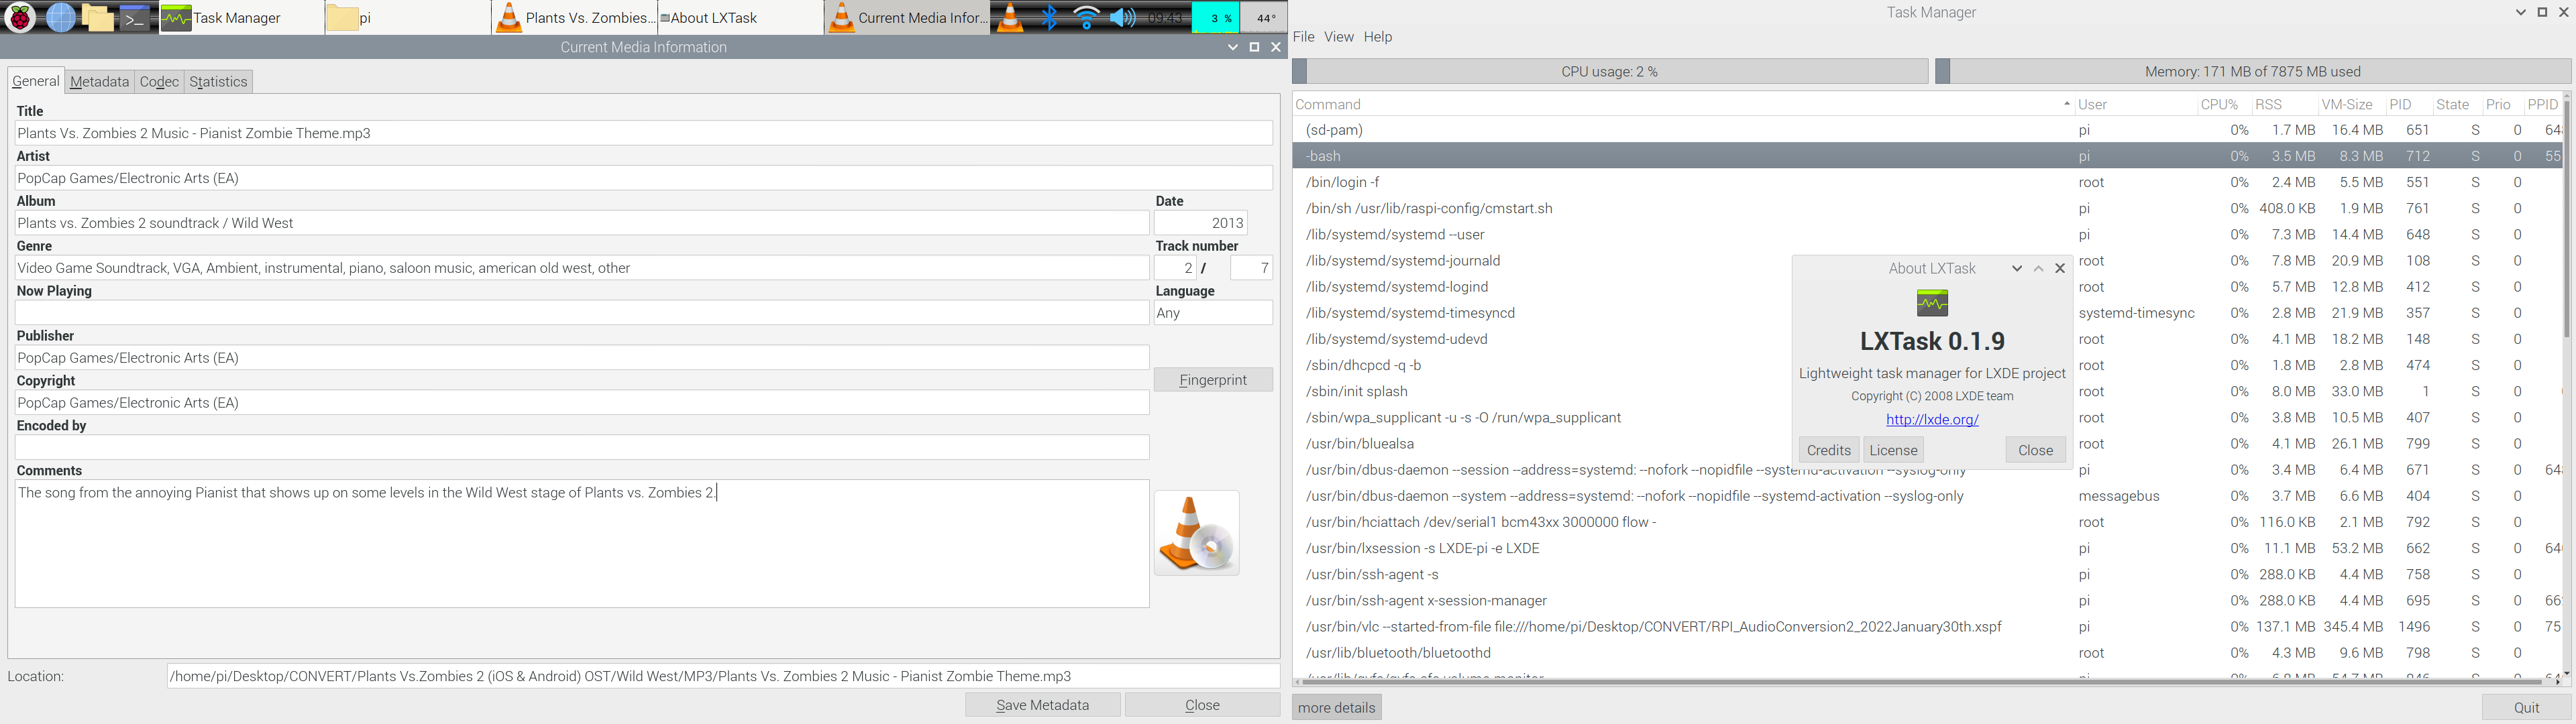 Task Manager
pi
Plants Vs. Zombies...
About LXTask
Current Media Infor...
09:43
3 %
44°
Current Media Information
General
Metadata
Codec
Statistics
Title
Plants Vs. Zombies 2 Music - Pianist Zombie Theme.mp3
Artist
PopCap Games/Electronic Arts (EA)
Album
Date
Plants vs. Zombies 2 soundtrack / Wild West
2013
Genre
Track number
Video Game Soundtrack, VGA, Ambient, instrumental, piano, saloon music, american old west, other
2 / 7
Now Playing
Language
Any
Publisher
PopCap Games/Electronic Arts (EA)
Fingerprint
Copyright
PopCap Games/Electronic Arts (EA)
Encoded by
Comments
The song from the annoying Pianist that shows up on some levels in the Wild West stage of Plants vs. Zombies 2.
Location:
/home/pi/Desktop/CONVERT/Plants Vs.Zombies 2 (iOS & Android) OST/Wild West/MP3/Plants Vs. Zombies 2 Music - Pianist Zombie Theme.mp3
Save Metadata
Close
Task Manager
File View Help
CPU usage: 2 %
Memory: 171 MB of 7875 MB used
Command User CPU% RSS VM-Size PID State Prio PPID
(sd-pam) pi 0% 1.7 MB 16.4 MB 651 S 0 64
-bash pi 0% 3.5 MB 8.3 MB 712 S 0 55
/bin/login -f root 0% 2.4 MB 5.5 MB 551 S 0
/bin/sh /usr/lib/raspi-config/cmstart.sh pi 0% 408.0 KB 1.9 MB 761 S 0
/lib/systemd/systemd --user pi 0% 7.3 MB 14.4 MB 648 S 0
/lib/systemd/systemd-journald root 0% 7.8 MB 20.9 MB 108 S 0
/lib/systemd/systemd-logind root 0% 5.7 MB 12.8 MB 412 S 0
/lib/systemd/systemd-timesyncd systemd-timesync 0% 2.8 MB 21.9 MB 357 S 0
/lib/systemd/systemd-udevd root 0% 4.1 MB 18.2 MB 148 S 0
/sbin/dhcpcd -q -b root 0% 1.8 MB 2.8 MB 474 S 0
/sbin/init splash root 0% 8.0 MB 33.0 MB 1 S 0
/sbin/wpa_supplicant -u -s -O /run/wpa_supplicant root 0% 3.8 MB 10.5 MB 407 S 0
/usr/bin/bluealsa root 0% 4.1 MB 26.1 MB 799 S 0
/usr/bin/dbus-daemon --session --address=systemd: --nofork --nopidfile --systemd-activation --syslog-only pi 0% 3.4 MB 6.4 MB 671 S 0 64
/usr/bin/dbus-daemon --system --address=systemd: --nofork --nopidfile --systemd-activation --syslog-only messagebus 0% 3.7 MB 6.6 MB 404 S 0
/usr/bin/hciattach /dev/serial1 bcm43xx 3000000 flow - root 0% 116.0 KB 2.1 MB 792 S 0
/usr/bin/lxsession -s LXDE-pi -e LXDE pi 0% 11.1 MB 53.2 MB 662 S 0 64
/usr/bin/ssh-agent -s pi 0% 288.0 KB 4.4 MB 758 S 0
/usr/bin/ssh-agent x-session-manager pi 0% 288.0 KB 4.4 MB 695 S 0 66
/usr/bin/vlc --started-from-file file:///home/pi/Desktop/CONVERT/RPI_AudioConversion2_2022January30th.xspf pi 0% 137.1 MB 345.4 MB 1496 S 0 75
/usr/lib/bluetooth/bluetoothd root 0% 4.3 MB 9.6 MB 798 S 0
About LXTask
LXTask 0.1.9
Lightweight task manager for LXDE project
Copyright (C) 2008 LXDE team
http://lxde.org/
Credits
License
Close
more details
Quit